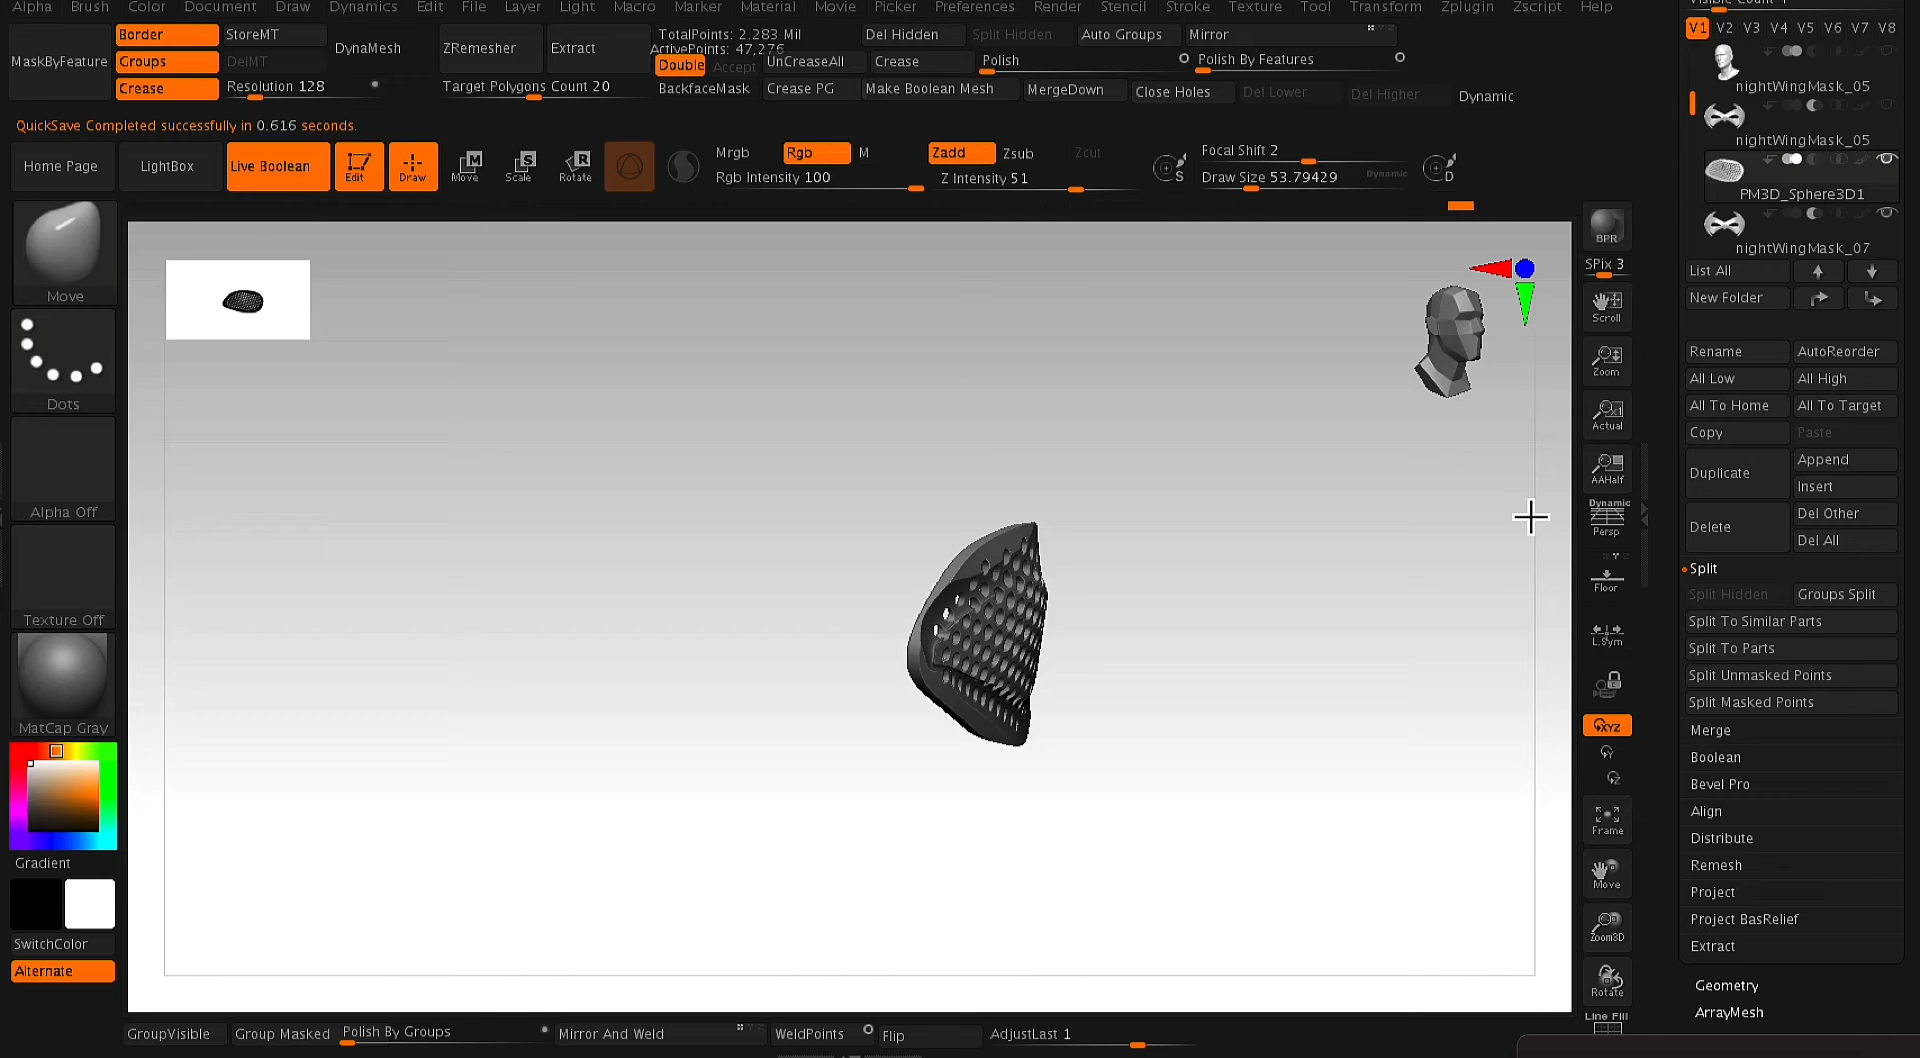 Alpha Brush Color Document Draw Dynamics Edit File Layer Light Macro Marker Material Movie Picker Preferences Render Stencil Stroke Texture Tool Transform Zplugin Zscript Help
MaskByFeature
Border
Groups
Crease
StoreMT
DelMT
Resolution 128
DynaMesh
ZRemesher
Extract
Target Polygons Count 20
TotalPoints: 2.283 Mil
ActivePoints: 47,276
Double
Accept
BackfaceMask
Del Hidden
Split Hidden
Auto Groups
Mirror
UnCreaseAll
Crease
Polish
Polish By Features
Crease PG
Make Boolean Mesh
MergeDown
Close Holes
Del Lower
Del Higher
Dynamic
QuickSave Completed successfully in 0.616 seconds.
Home Page
LightBox
Live Boolean
Edit
Draw
M
Move
S
Scale
R
Rotate
Mrgb
Rgb
M
Rgb Intensity 100
Zadd
Zsub
Zcut
Z Intensity 51
S
Focal Shift 2
Draw Size 53.79429
Dynamic
D
Move
Dots
Alpha Off
Texture Off
MatCap Gray
Gradient
SwitchColor
Alternate
BPR
SPix 3
Scroll
Zoom
Actual
AAHalf
Dynamic
Persp
Floor
L.Sym
XYZ
Y
Z
Frame
Move
Zoom3D
Rotate
Line Fill
V1 V2 V3 V4 V5 V6 V7 V8
nightWingMask_05
nightWingMask_05
PM3D_Sphere3D1
nightWingMask_07
List All
New Folder
Rename
AutoReorder
All Low
All High
All To Home
All To Target
Copy
Paste
Duplicate
Append
Insert
Delete
Del Other
Del All
Split
Split Hidden
Groups Split
Split To Similar Parts
Split To Parts
Split Unmasked Points
Split Masked Points
Merge
Boolean
Bevel Pro
Align
Distribute
Remesh
Project
Project BasRelief
Extract
Geometry
ArrayMesh
GroupVisible
Group Masked
Polish By Groups
Mirror And Weld
WeldPoints
Flip
AdjustLast 1